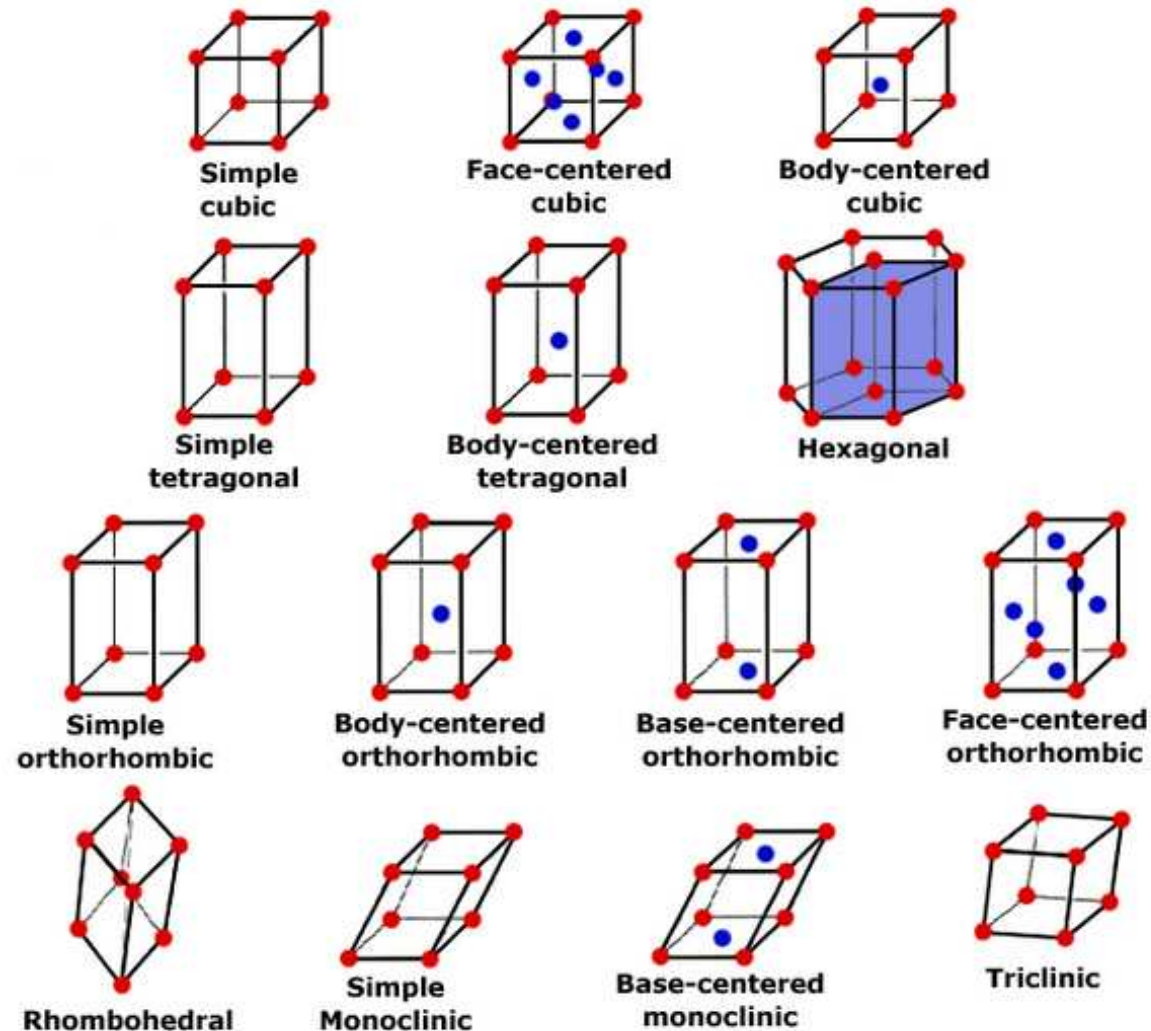 Simple
cubic
Face-centered
cubic
Body-centered
cubic
Simple
tetragonal
Body-centered
tetragonal
Hexagonal
Simple
orthorhombic
Body-centered
orthorhombic
Base-centered
orthorhombic
Face-centered
orthorhombic
Rhombohedral
Simple
Monoclinic
Base-centered
monoclinic
Triclinic